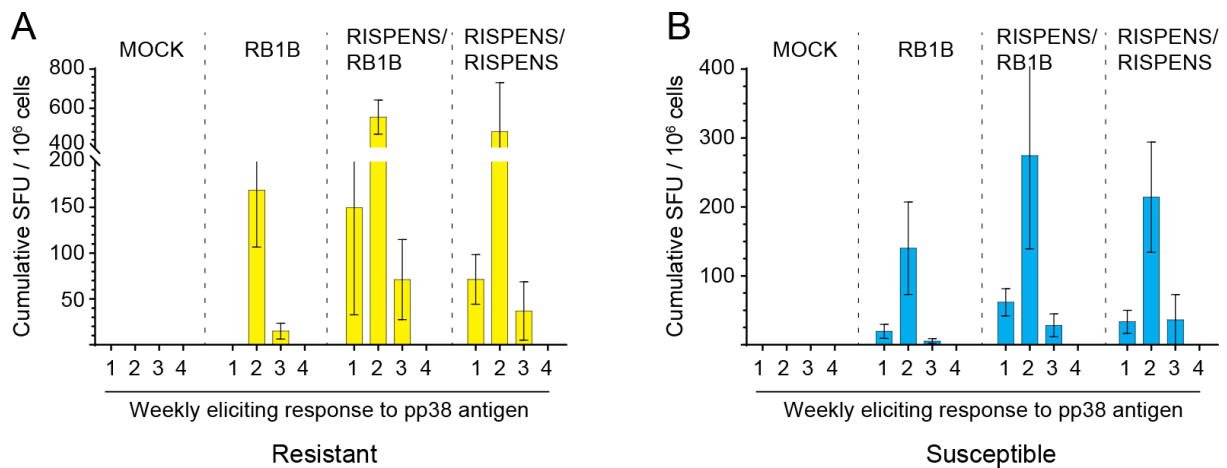 A
MOCK
RB1B
RISPENS/
RB1B
RISPENS/
RISPENS
Cumulative SFU / 10⁶ cells
800
600
400
200
150
100
50
1 2 3 4 1 2 3 4 1 2 3 4 1 2 3 4
Weekly eliciting response to pp38 antigen
Resistant
B
MOCK
RB1B
RISPENS/
RB1B
RISPENS/
RISPENS
Cumulative SFU / 10⁶ cells
400
300
200
100
1 2 3 4 1 2 3 4 1 2 3 4 1 2 3 4
Weekly eliciting response to pp38 antigen
Susceptible